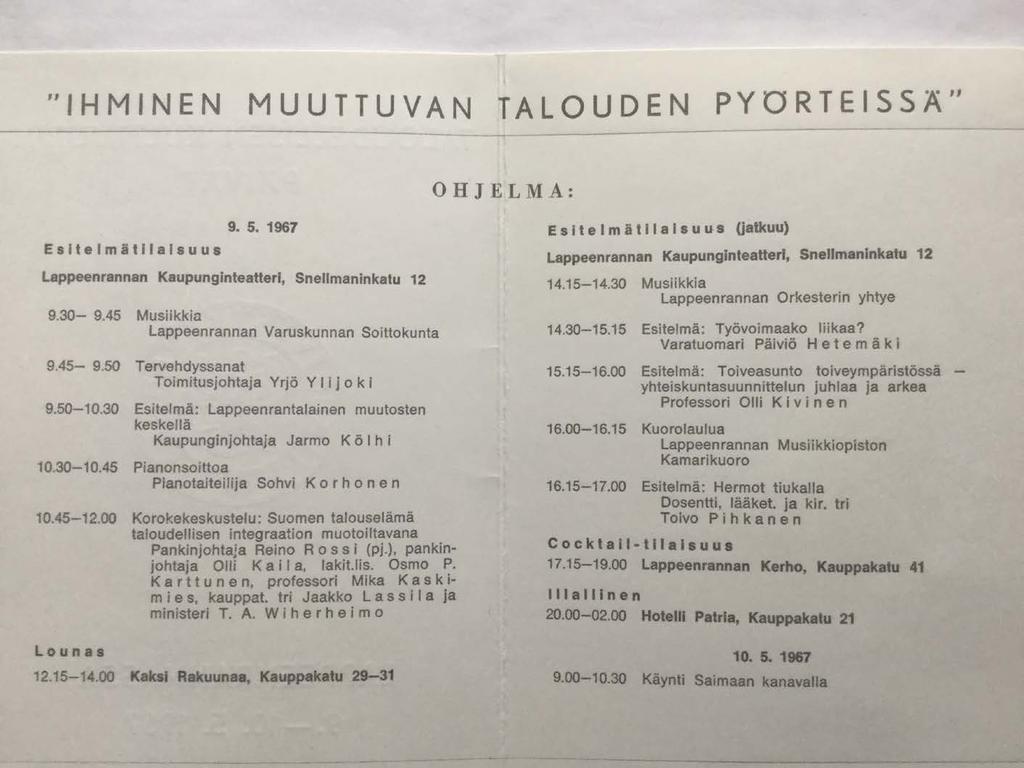 "IHMINEN MUUTTUVAN TALOUDEN PYÖRTEISSÄ"
OHJELMA:
9. 5. 1967
Esitelmätilaisuus
Lappeenrannan Kaupunginteatteri, Snellmaninkatu 12
9.30— 9.45 Musiikkia
Lappeenrannan Varuskunnan Soittokunta
9.45— 9.50 Tervehdyssanat
Toimitusjohtaja Yrjö Ylijoki
9.50—10.30 Esitelmä: Lappeenrantalainen muutosten
keskellä
Kaupunginjohtaja Jarmo Kölhi
10.30—10.45 Pianonsoittoa
Pianotaiteilija Sohvi Korhonen
10.45—12.00 Korokekeskustelu: Suomen talouselämä
taloudellisen integraation muotoiltavana
Pankinjohtaja Reino Rossi (pj.), pankin-
johtaja Olli Kaila, lakit.lis. Osmo P.
Karttunen, professori Mika Kaski-
mies, kauppat. tri Jaakko Lassila ja
ministeri T. A. Wiherheimo
Lounas
12.15—14.00 Kaksi Rakuunaa, Kauppakatu 29—31
Esitelmätilaisuus (jatkuu)
Lappeenrannan Kaupunginteatteri, Snellmaninkatu 12
14.15—14.30 Musiikkia
Lappeenrannan Orkesterin yhtye
14.30—15.15 Esitelmä: Työvoimaako liikaa?
Varatuomari Päiviö Hetemäki
15.15—16.00 Esitelmä: Toiveasunto toiveympäristössä —
yhteiskuntasuunnittelun juhlaa ja arkea
Professori Olli Kivinen
16.00—16.15 Kuorolaulua
Lappeenrannan Musiikkiopiston
Kamarikuoro
16.15—17.00 Esitelmä: Hermot tiukalla
Dosentti, lääket. ja kir. tri
Toivo Pihkanen
Cocktail-tilaisuus
17.15—19.00 Lappeenrannan Kerho, Kauppakatu 41
Illallinen
20.00—02.00 Hotelli Patria, Kauppakatu 21
10. 5. 1967
9.00—10.30 Käynti Saimaan kanavalla